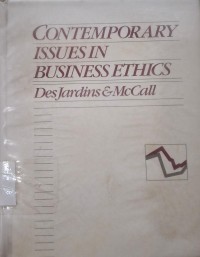 CONTEMPORARY
ISSUES IN
BUSINESS ETHICS
DesJardins & McCall